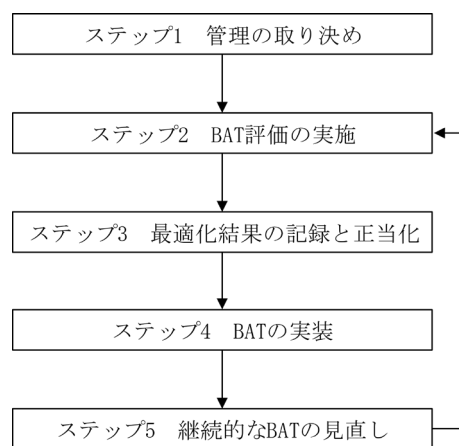 ステップ1　管理の取り決め
ステップ2　BAT評価の実施
ステップ3　最適化結果の記録と正当化
ステップ4　BATの実装
ステップ5　継続的なBATの見直し